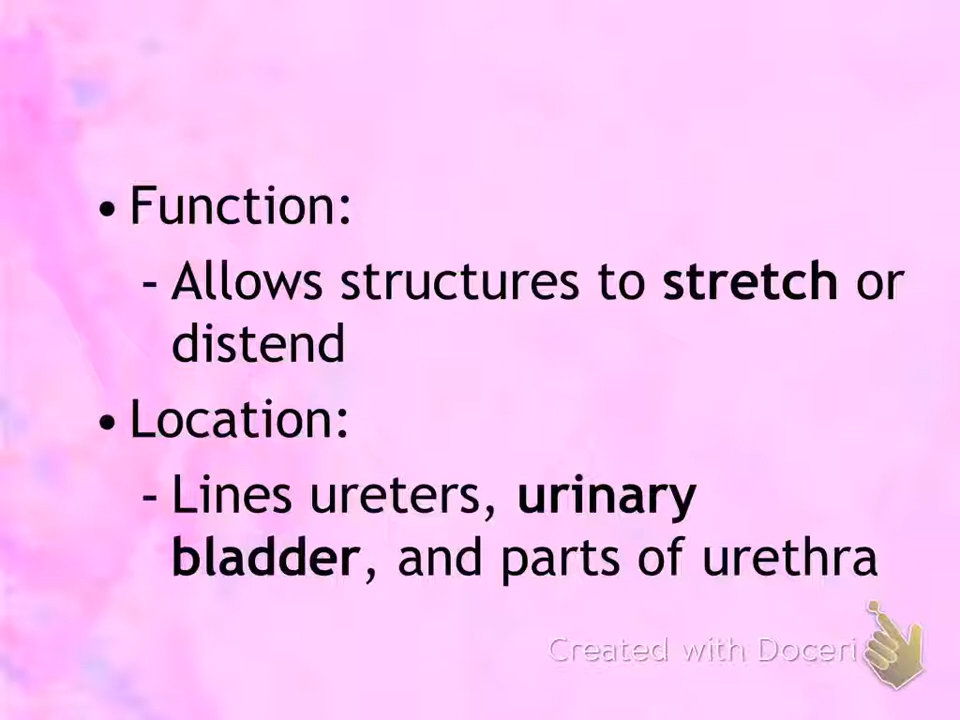 • Function:
- Allows structures to stretch or
distend
• Location:
- Lines ureters, urinary
bladder, and parts of urethra
Created with Doceri